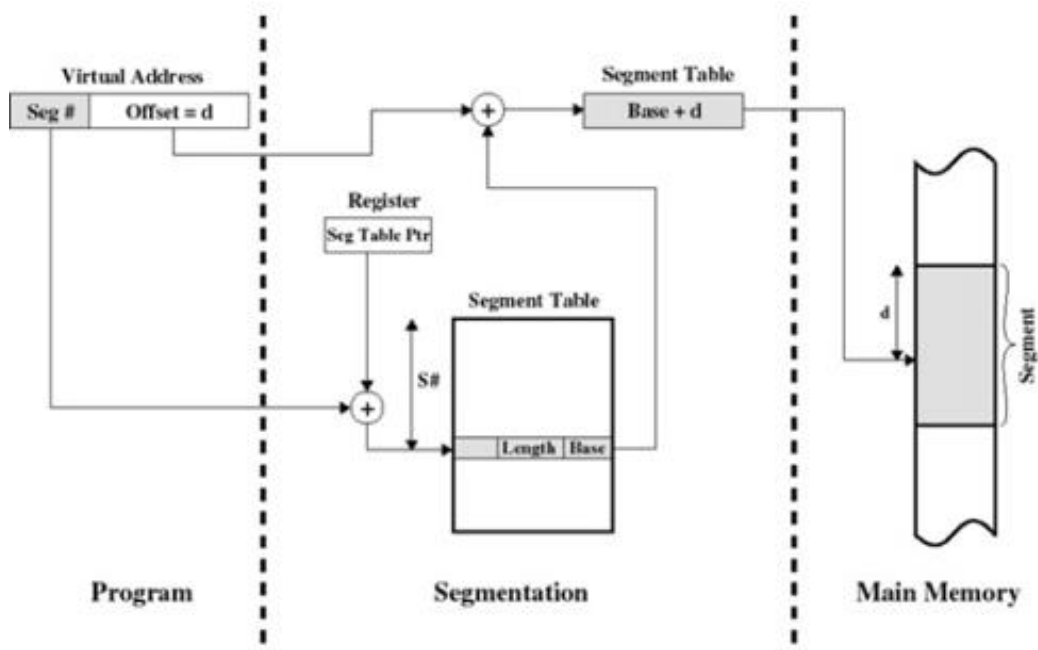 Virtual Address
Seg #
Offset = d
Segment Table
Base + d
+
Register
Seg Table Ptr
Segment Table
S#
+
Length
Base
d
Segment
Program
Segmentation
Main Memory